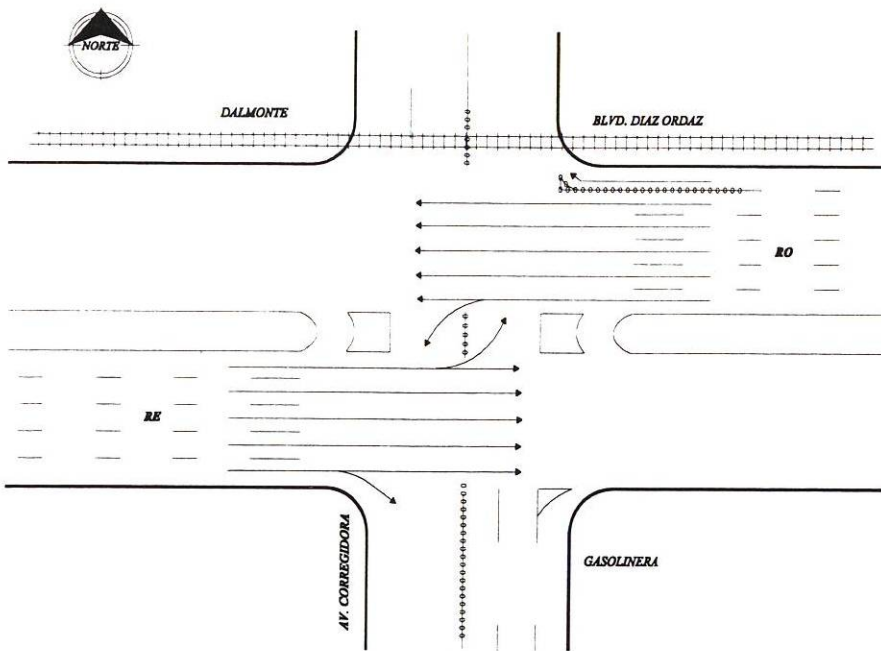 NORTE
DALMONTE
BLVD. DIAZ ORDAZ
RO
RE
AV. CORREGIDORA
GASOLINERA